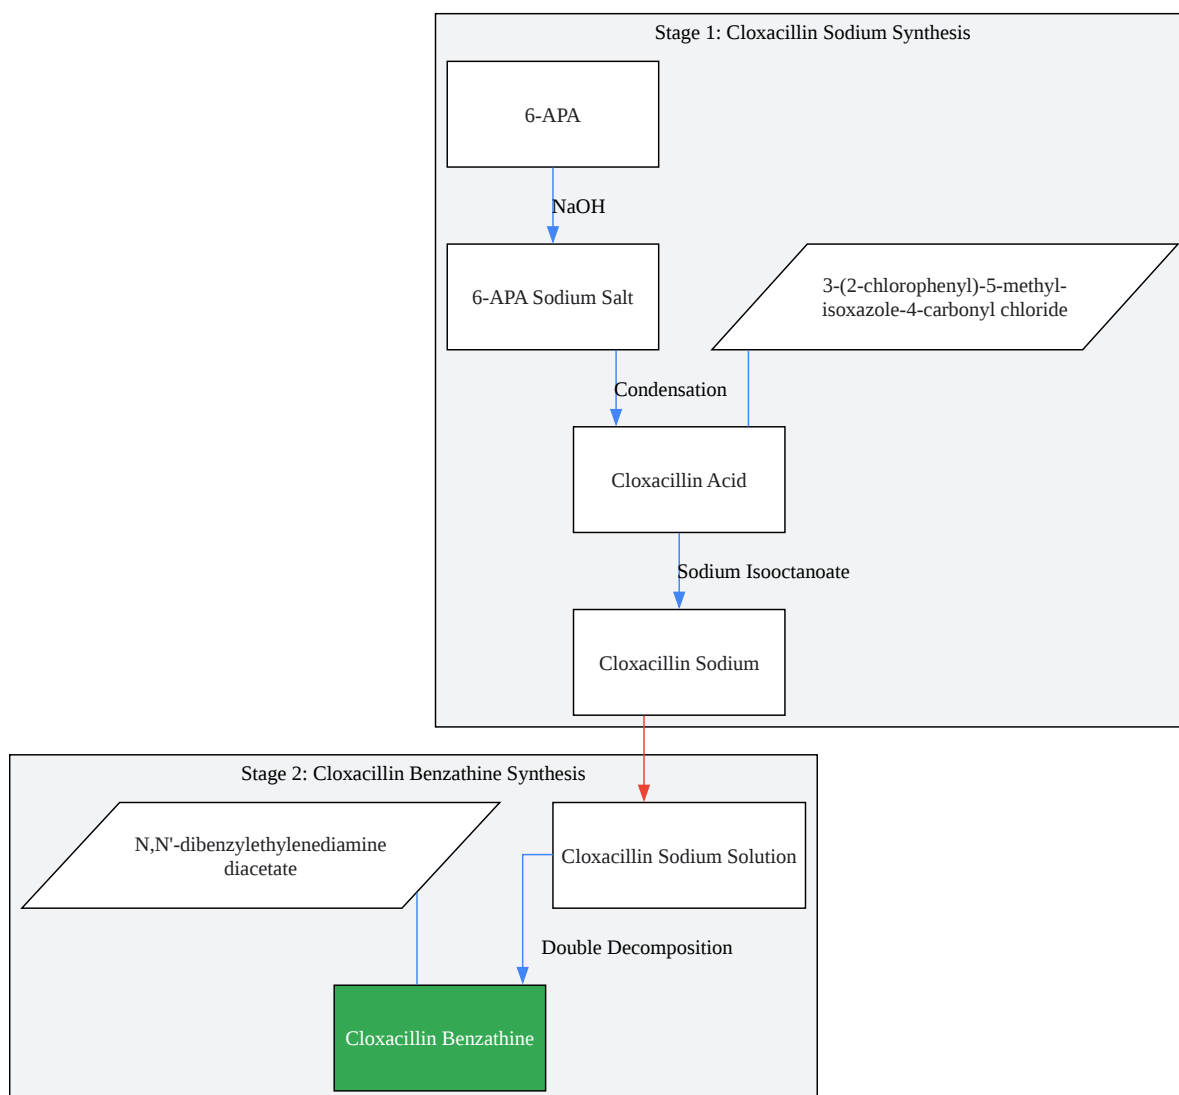 Stage 1: Cloxacillin Sodium Synthesis
6-APA
NaOH
6-APA Sodium Salt
3-(2-chlorophenyl)-5-methyl-
isoxazole-4-carbonyl chloride
Condensation
Cloxacillin Acid
Sodium Isooctanoate
Cloxacillin Sodium
Stage 2: Cloxacillin Benzathine Synthesis
N,N'-dibenzylethylenediamine
diacetate
Cloxacillin Sodium Solution
Double Decomposition
Cloxacillin Benzathine